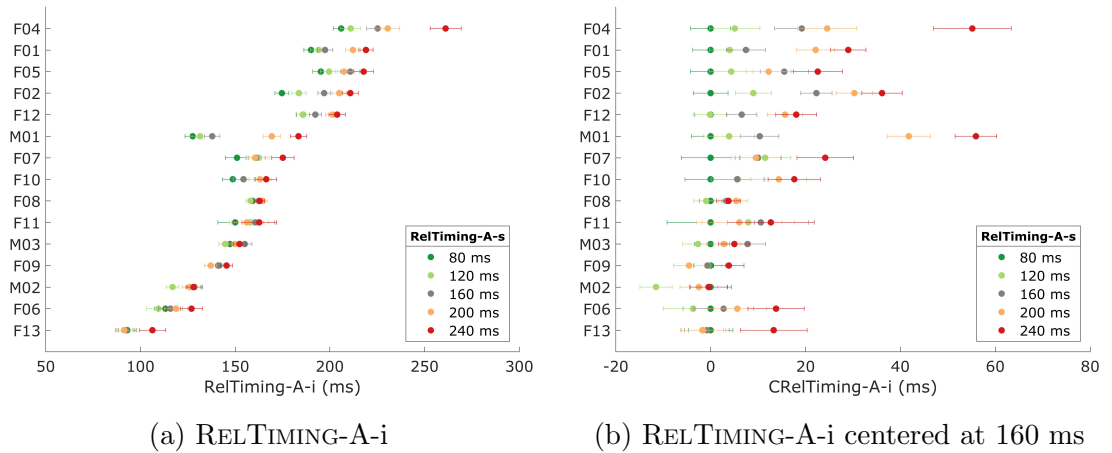 F04
F01
F05
F02
F12
M01
F07
F10
F08
F11
M03
F09
M02
F06
F13
50 100 150 200 250 300
RelTiming-A-i (ms)
RelTiming-A-s
80 ms
120 ms
160 ms
200 ms
240 ms
(a) RELTIMING-A-i
F04
F01
F05
F02
F12
M01
F07
F10
F08
F11
M03
F09
M02
F06
F13
-20 0 20 40 60 80
CRelTiming-A-i (ms)
RelTiming-A-s
80 ms
120 ms
160 ms
200 ms
240 ms
(b) RELTIMING-A-i centered at 160 ms